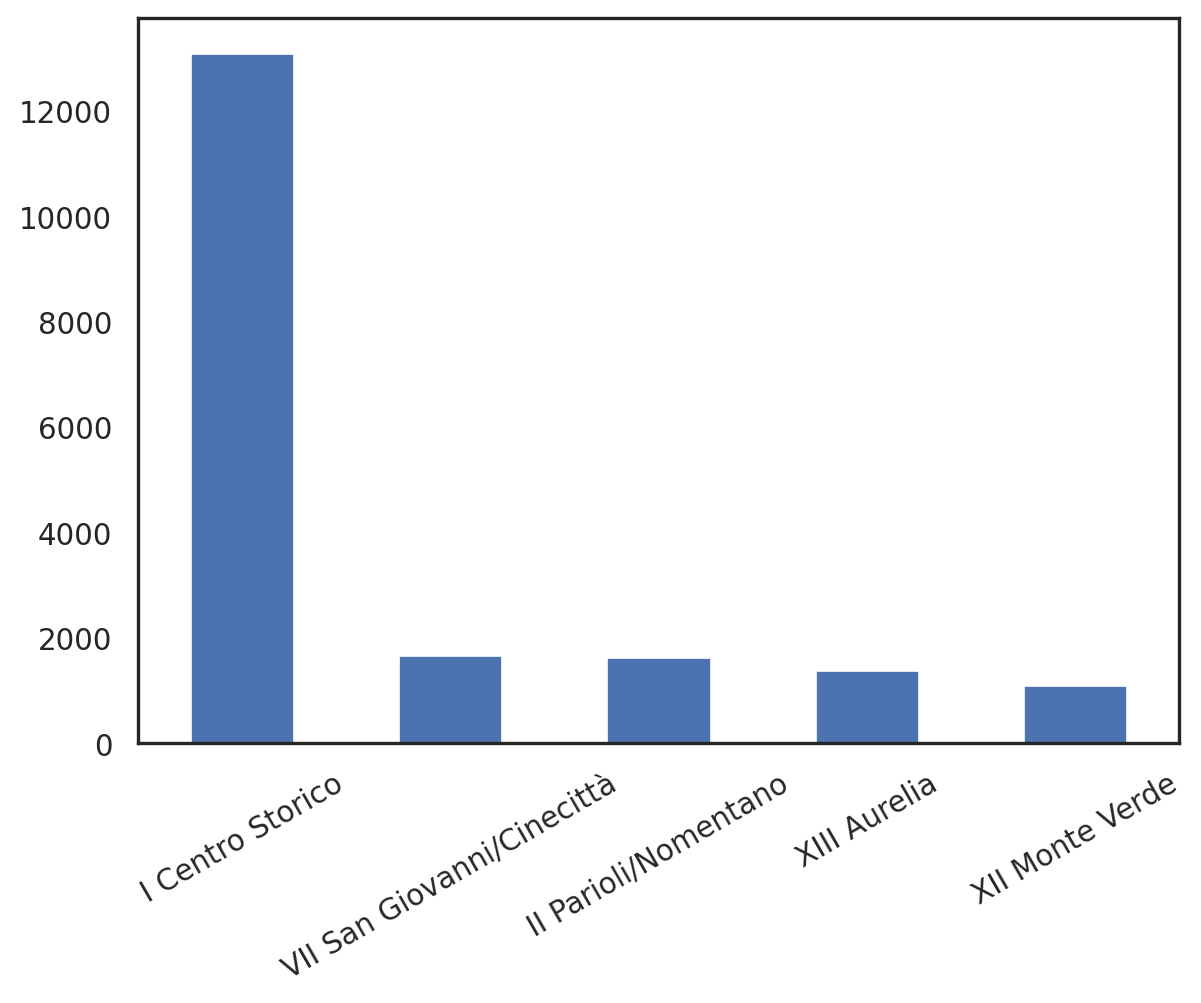 12000
10000
8000
6000
4000
2000
0
I Centro Storico
VII San Giovanni/Cinecittà
II Parioli/Nomentano
XIII Aurelia
XII Monte Verde